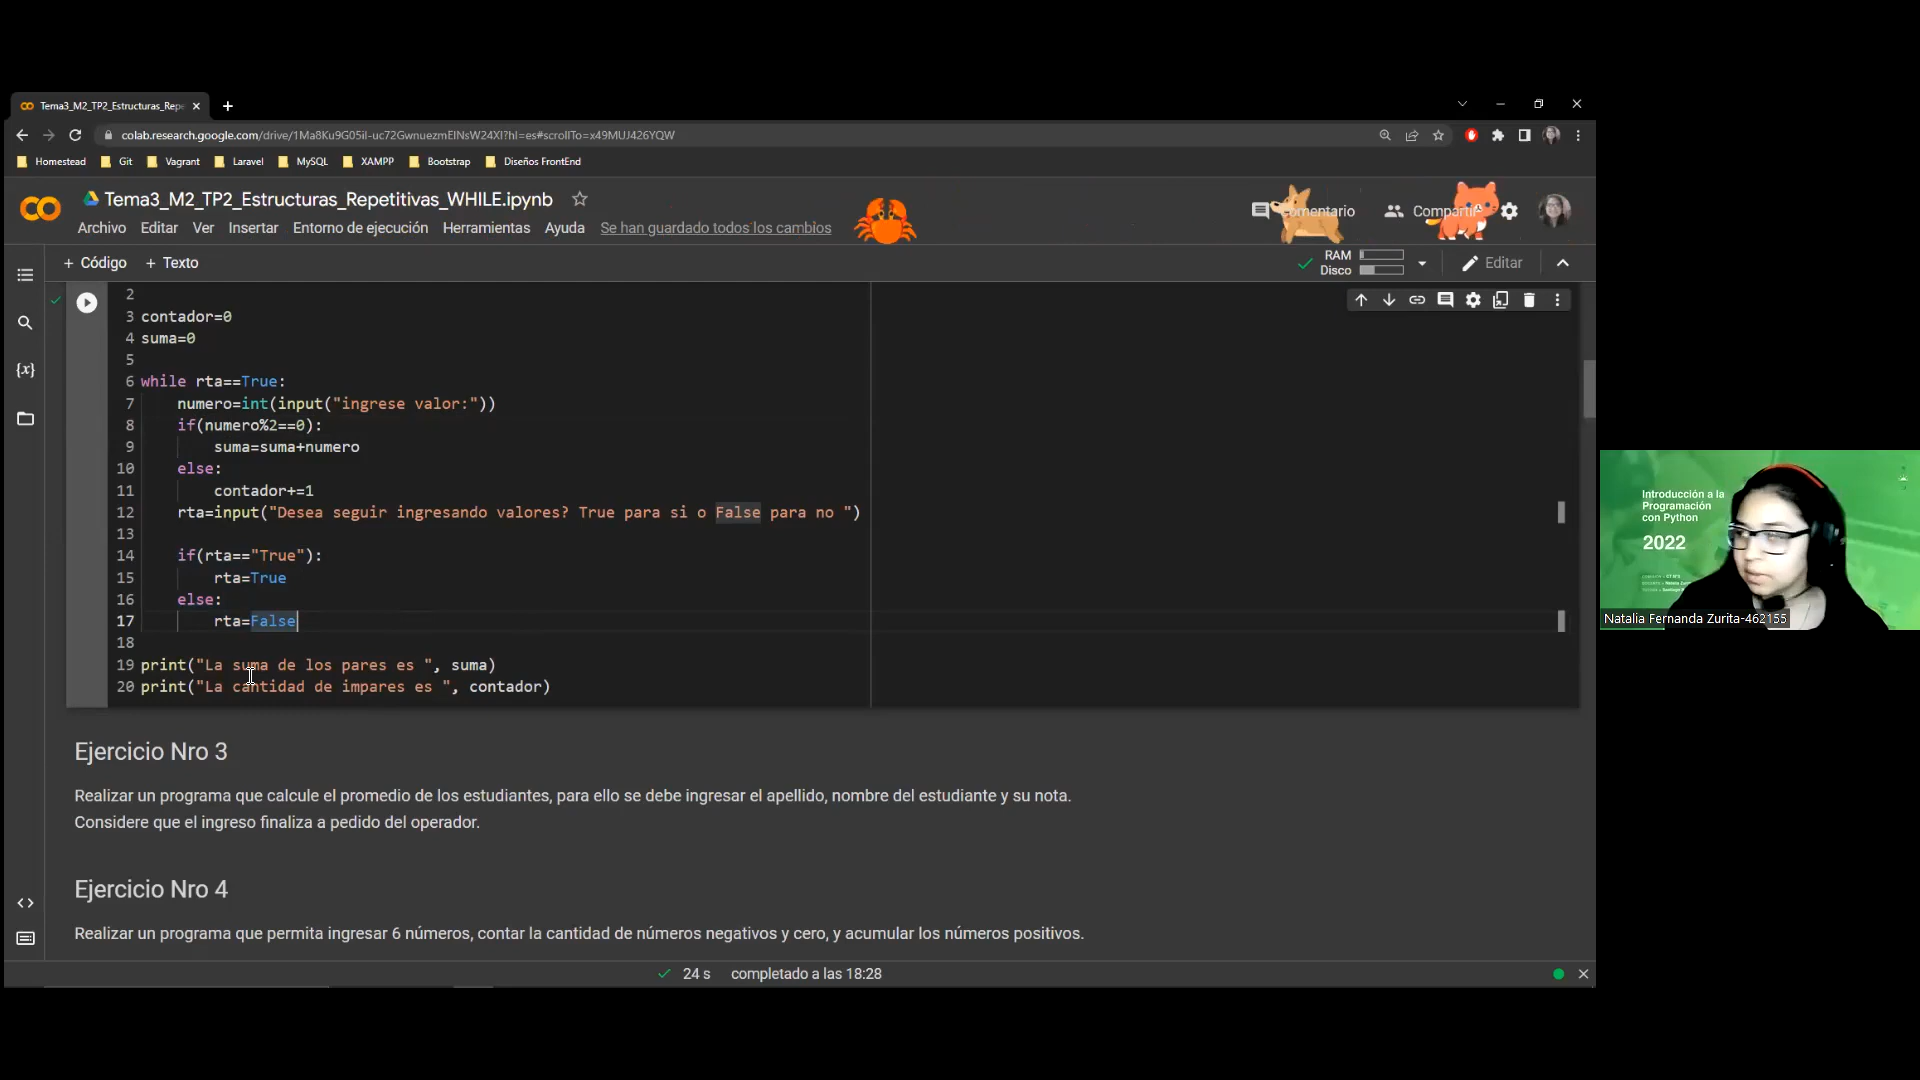 Tema3_M2_TP2_Estructuras_Repe
colab.research.google.com/drive/1Ma8Ku9G05iI-uc72GwnuezmEINsW24XI?hl=es#scrollTo=x49MUJ426YQW
Homestead Git Vagrant Laravel MySQL XAMPP Bootstrap Diseños FrontEnd
Tema3_M2_TP2_Estructuras_Repetitivas_WHILE.ipynb
Comentario Compartir
Archivo Editar Ver Insertar Entorno de ejecución Herramientas Ayuda Se han guardado todos los cambios
+ Código + Texto
RAM
Disco
Editar
2
3 contador=0
4 suma=0
5
6 while rta==True:
7 numero=int(input("ingrese valor:"))
8 if(numero%2==0):
9 suma=suma+numero
10 else:
11 contador+=1
12 rta=input("Desea seguir ingresando valores? True para si o False para no ")
13
14 if(rta=="True"):
15 rta=True
16 else:
17 rta=False
18
19 print("La suma de los pares es ", suma)
20 print("La cantidad de impares es ", contador)
Ejercicio Nro 3
Realizar un programa que calcule el promedio de los estudiantes, para ello se debe ingresar el apellido, nombre del estudiante y su nota.
Considere que el ingreso finaliza a pedido del operador.
Ejercicio Nro 4
Realizar un programa que permita ingresar 6 números, contar la cantidad de números negativos y cero, y acumular los números positivos.
24 s completado a las 18:28
Introducción a la
Programación
con Python
2022
Natalia Fernanda Zurita-462155